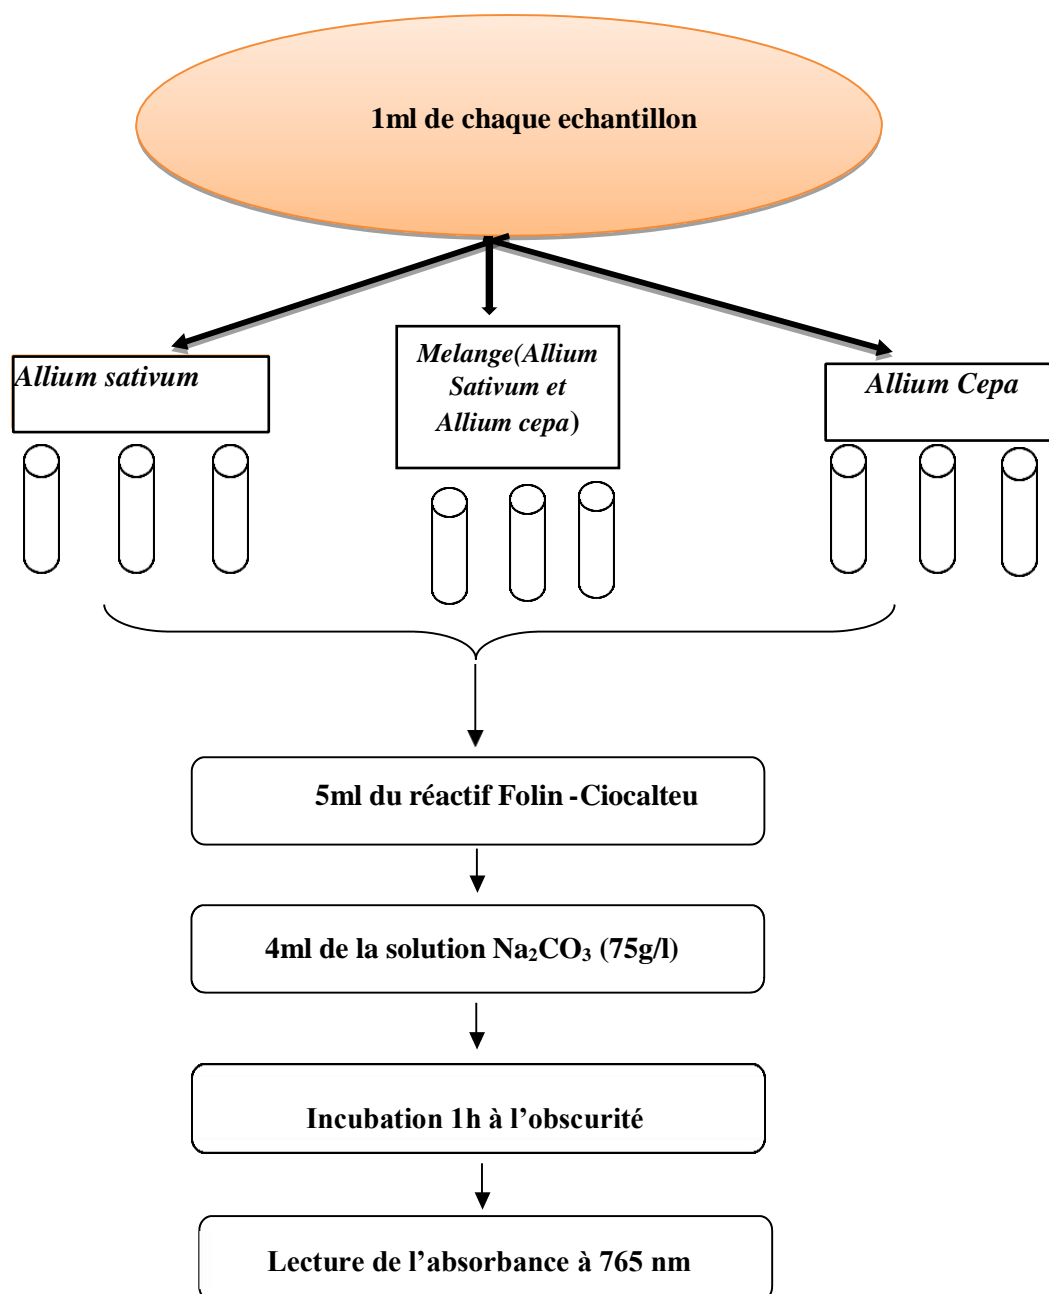 1ml de chaque echantillon
Allium sativum
Melange(Allium
Sativum et
Allium cepa)
Allium Cepa
5ml du réactif Folin -Ciocalteu
4ml de la solution Na₂CO₃ (75g/l)
Incubation 1h à l’obscurité
Lecture de l’absorbance à 765 nm